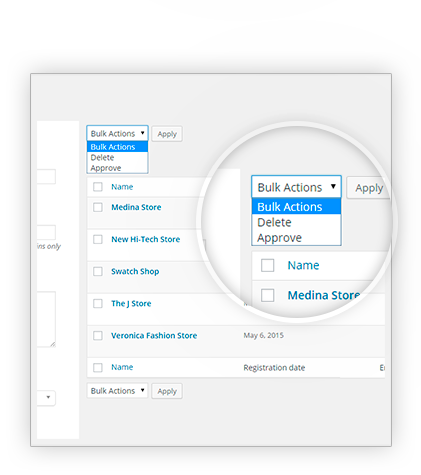 Bulk Actions Apply
Bulk Actions
Delete
Approve
Name
Medina Store
New Hi-Tech Store
ins only
Swatch Shop
The J Store
Veronica Fashion Store May 6, 2015
Name Registration date
Bulk Actions Apply
Bulk Actions Apply
Bulk Actions
Delete
Approve
Name
Medina Store